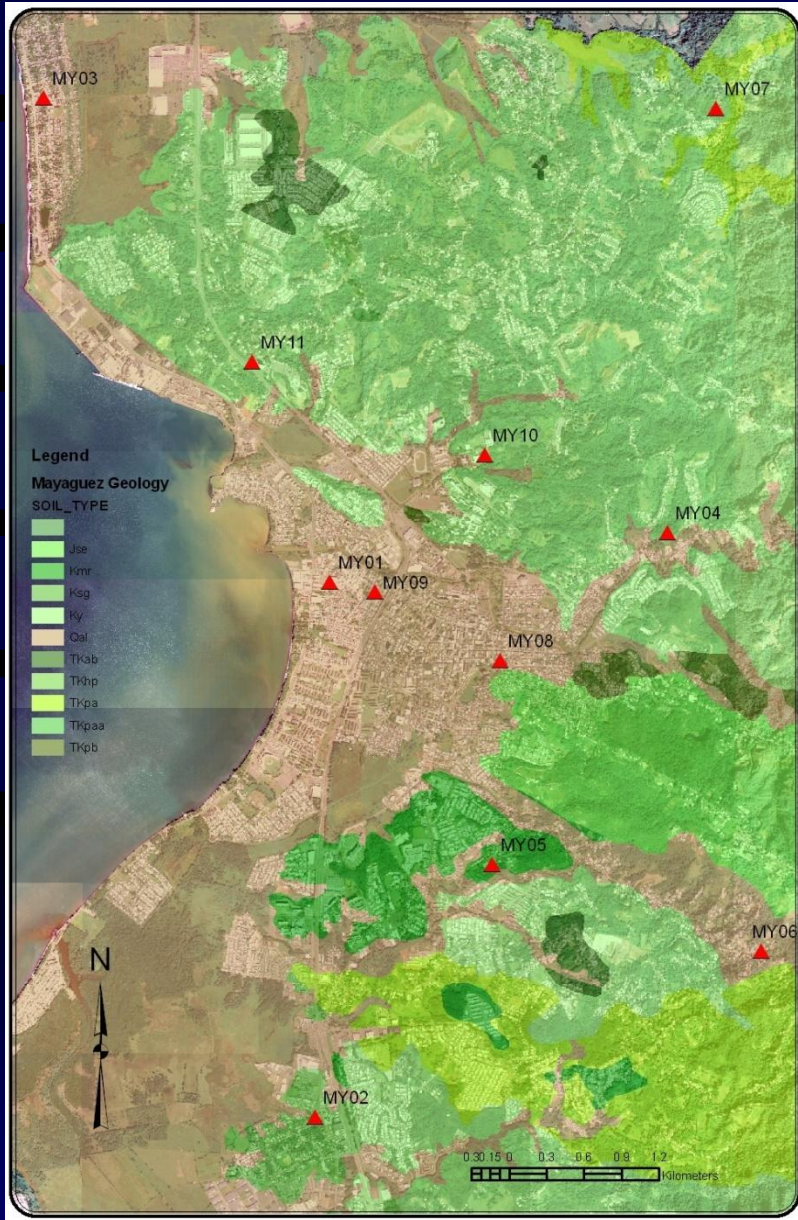 MY03
MY07
MY11
MY10
Legend
Mayaguez Geology
SOIL_TYPE
Jse
Kmr
Ksg
Ky
Qal
TKab
TKhp
TKpa
TKpaa
TKpb
MY04
MY01
MY09
MY08
MY05
MY06
N
MY02
0.30.15 0 0.3 0.6 0.9 1.2
Kilometers